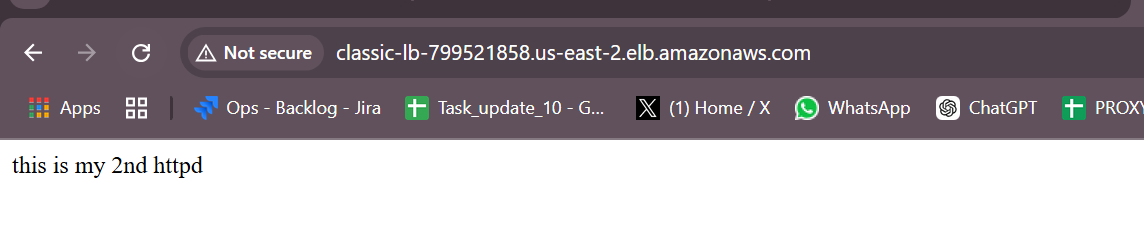 Not secure classic-lb-799521858.us-east-2.elb.amazonaws.com
Apps Ops - Backlog - Jira Task_update_10 - G... (1) Home / X WhatsApp ChatGPT PROXY
this is my 2nd httpd